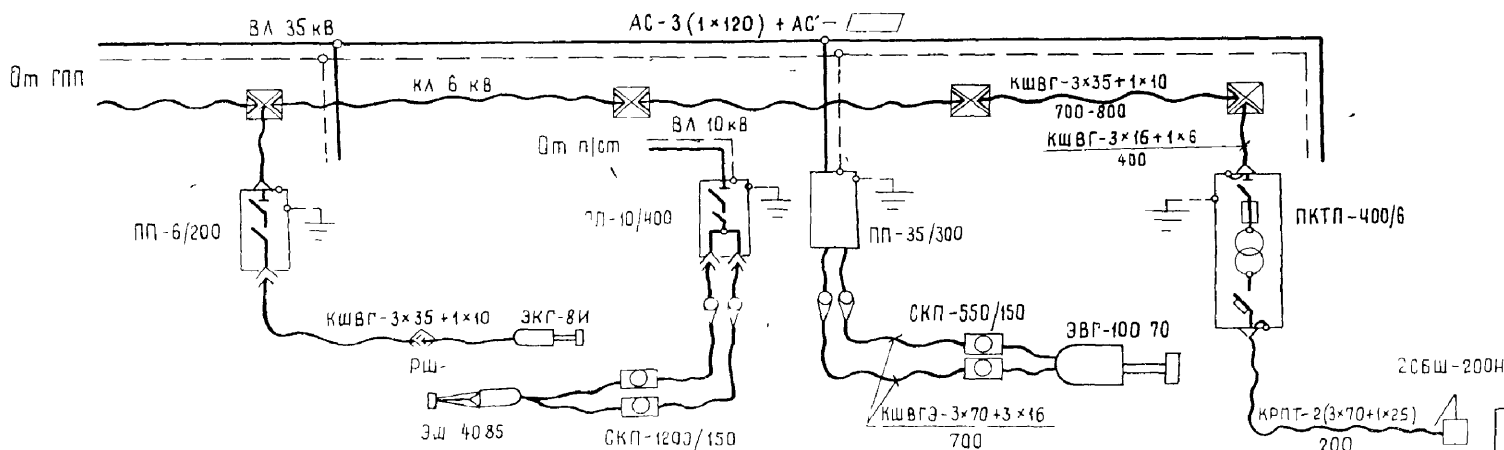 ВЛ 35 кВ
АС-3 (1×120) + АС -
От ГПП
КЛ 6 кВ
КШВГ-3×35+1×10
700-800
ВЛ 10кВ
От п/ст
КШВГ-3×16+1×6
400
ПП-6/200
ПП-10/400
ПП-35/300
ПКТП-400/6
КШВГ-3×35+1×10
ЭКГ-8И
РШ-
СКП-550/150
ЭВГ-100 70
2СБШ-200Н
ЭШ 40 85
СКП-1200/150
КШВГЭ-3×70+3×16
700
КРПТ-2(3×70+1×25)
200